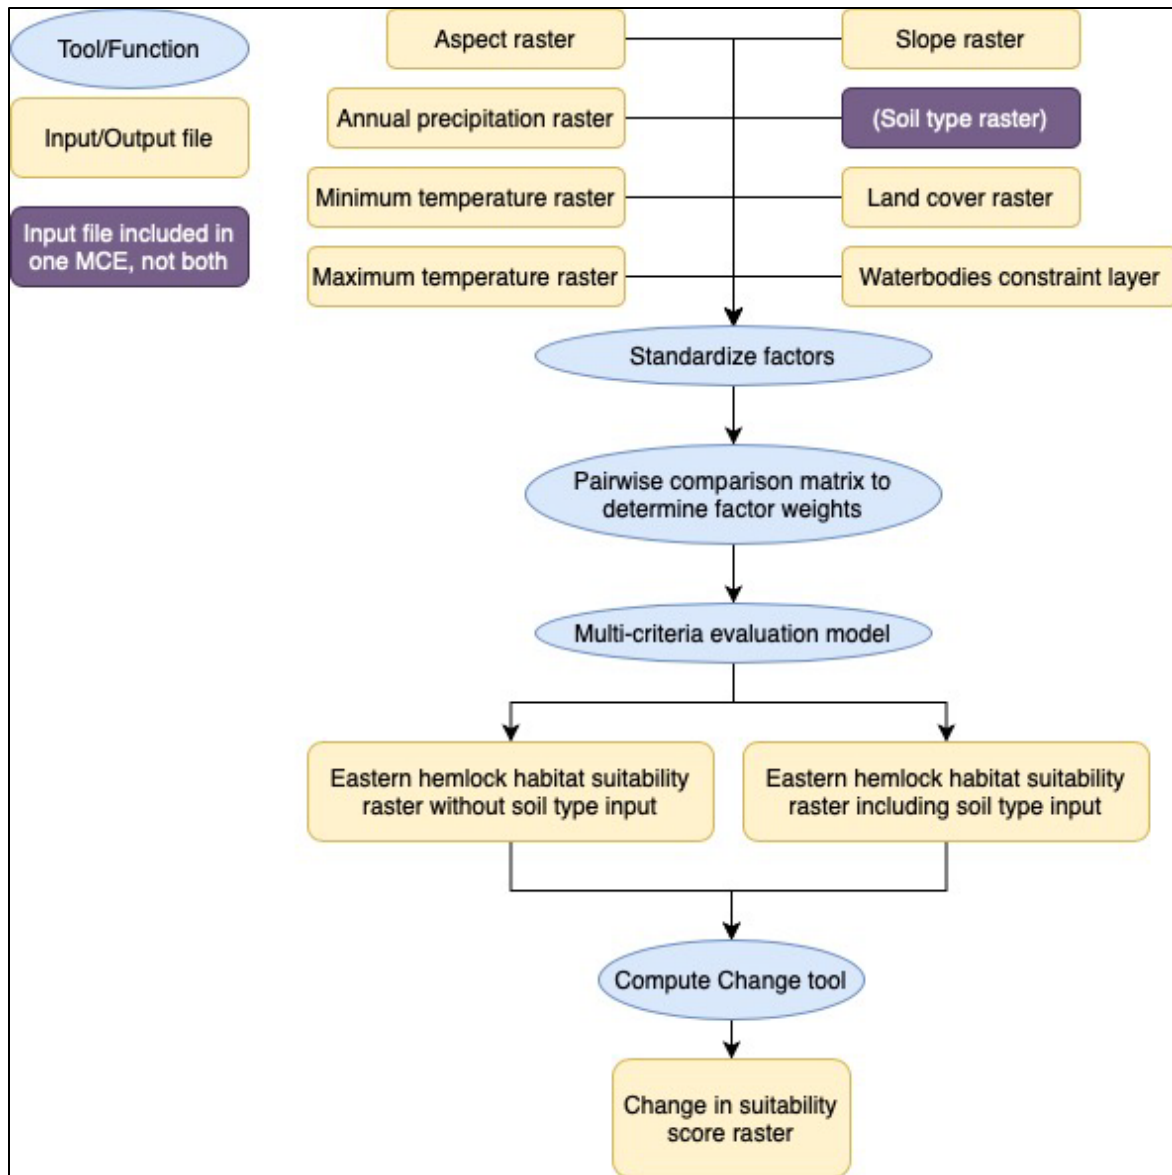 Tool/Function
Input/Output file
Input file included in
one MCE, not both
Aspect raster
Slope raster
Annual precipitation raster
(Soil type raster)
Minimum temperature raster
Land cover raster
Maximum temperature raster
Waterbodies constraint layer
Standardize factors
Pairwise comparison matrix to
determine factor weights
Multi-criteria evaluation model
Eastern hemlock habitat suitability
raster without soil type input
Eastern hemlock habitat suitability
raster including soil type input
Compute Change tool
Change in suitability
score raster